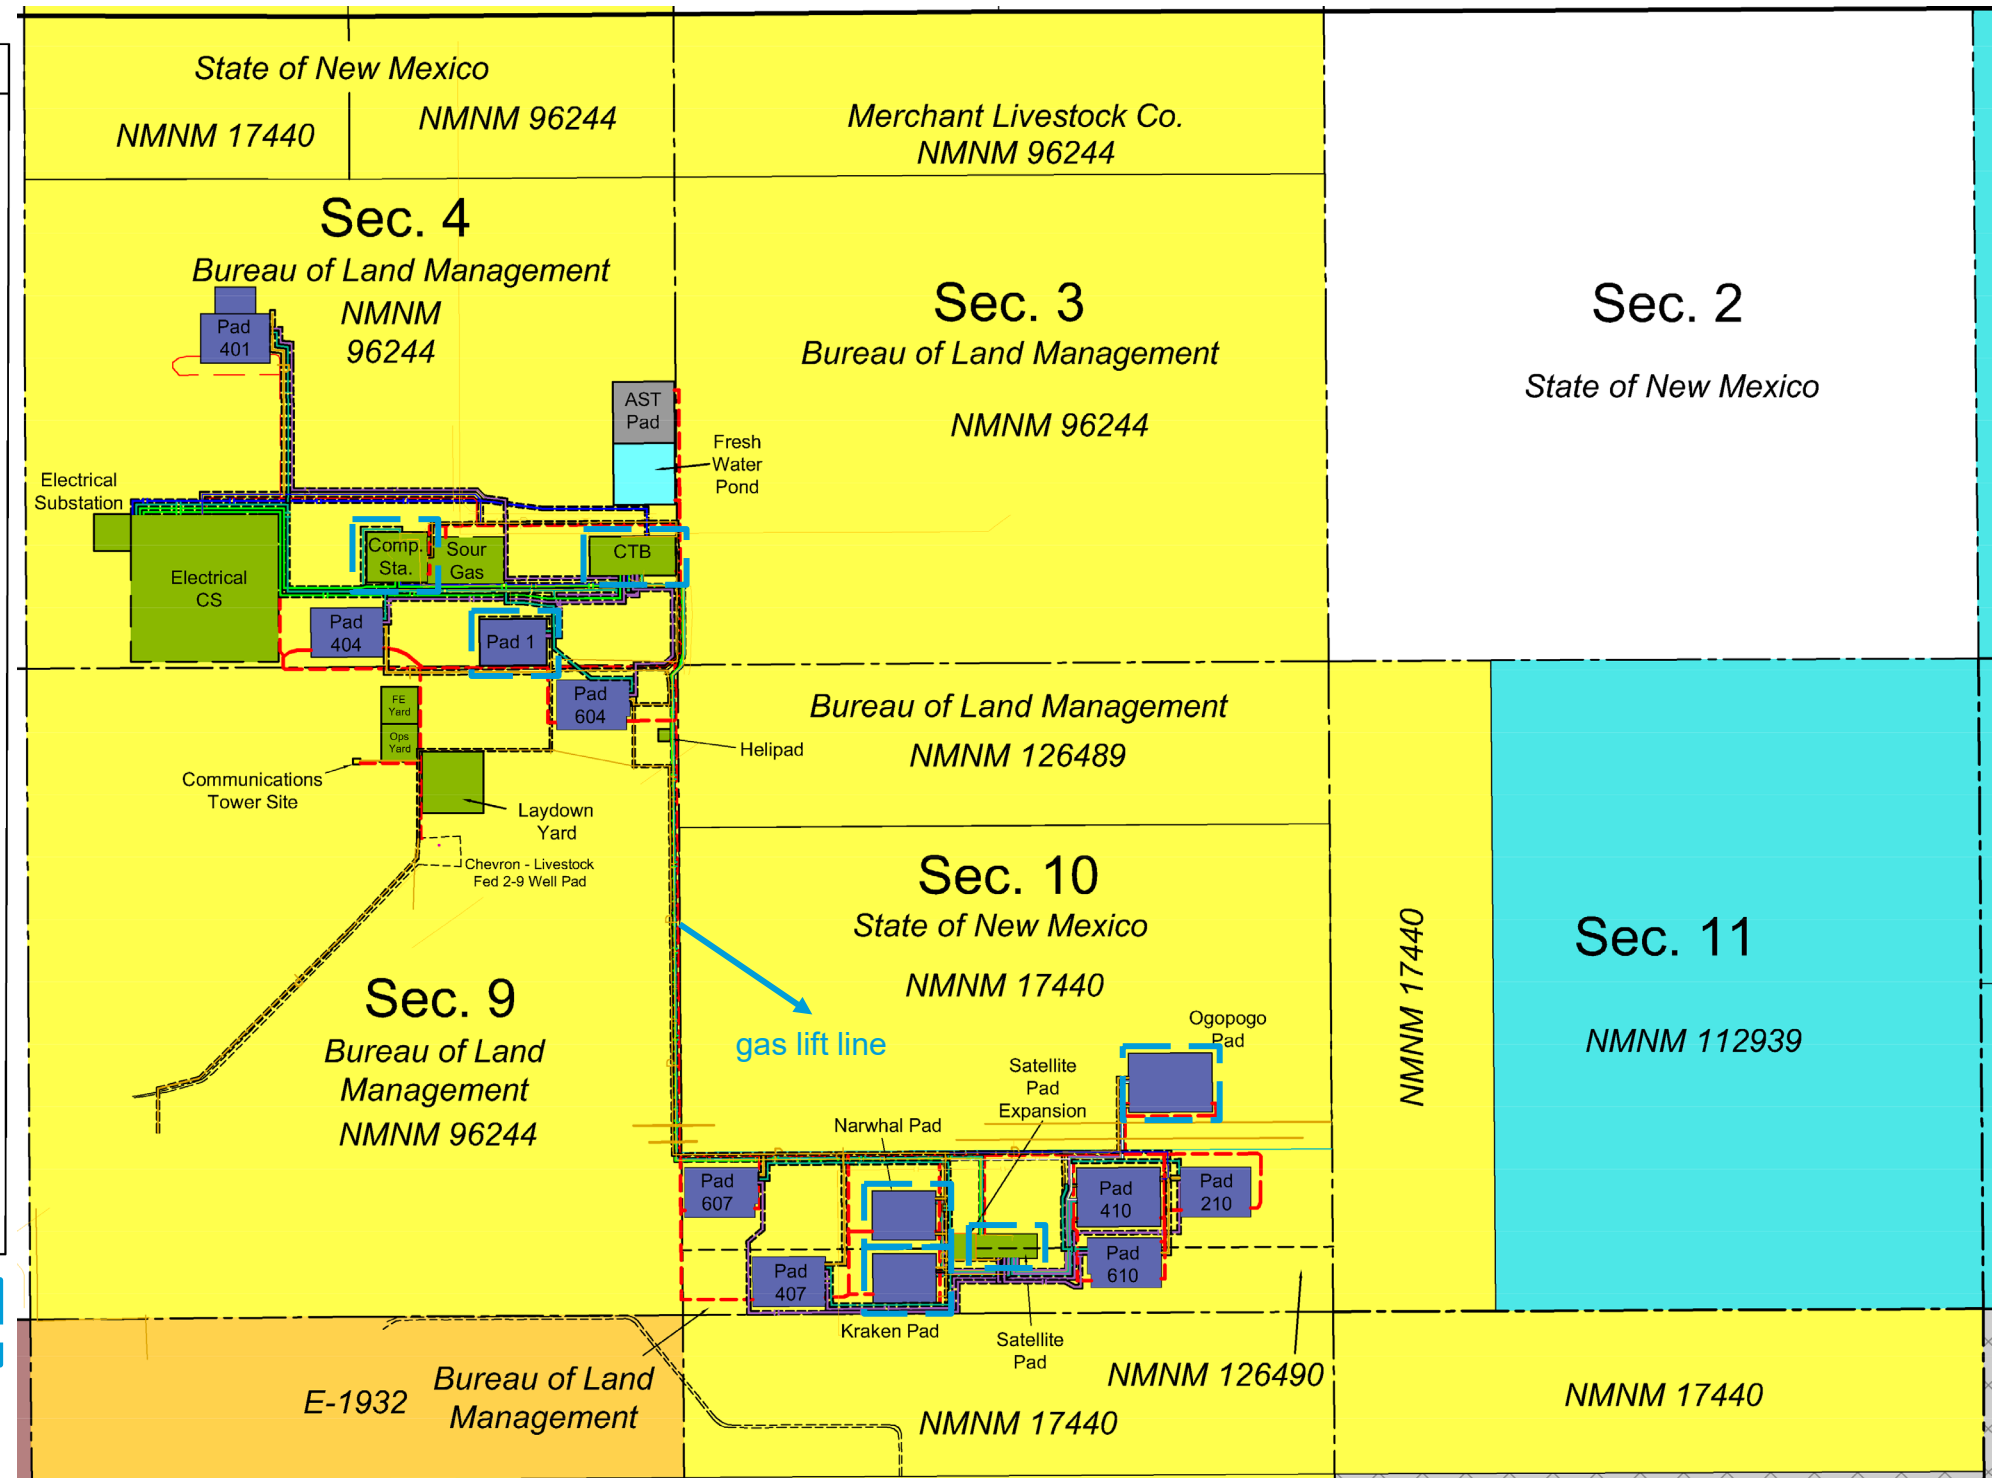 State of New Mexico
NMNM 17440
NMNM 96244
Merchant Livestock Co.
NMNM 96244
Sec. 4
Bureau of Land Management
NMNM
96244
Sec. 3
Bureau of Land Management
NMNM 96244
Sec. 2
State of New Mexico
Pad
401
AST
Pad
Fresh
Water
Pond
Electrical
Substation
Electrical
CS
Comp.
Sta.
Sour
Gas
CTB
Pad
404
Pad 1
Pad
604
FE
Yard
Ops
Yard
Helipad
Communications
Tower Site
Laydown
Yard
Chevron - Livestock
Fed 2-9 Well Pad
Bureau of Land Management
NMNM 126489
Sec. 10
State of New Mexico
NMNM 17440
gas lift line
NMNM 17440
Sec. 11
NMNM 112939
Sec. 9
Bureau of Land
Management
NMNM 96244
Ogopogo
Pad
Satellite
Pad
Expansion
Narwhal Pad
Pad
607
Pad
410
Pad
210
Pad
610
Pad
407
Kraken Pad
Satellite
Pad
E-1932
Bureau of Land
Management
NMNM 126490
NMNM 17440
NMNM 17440